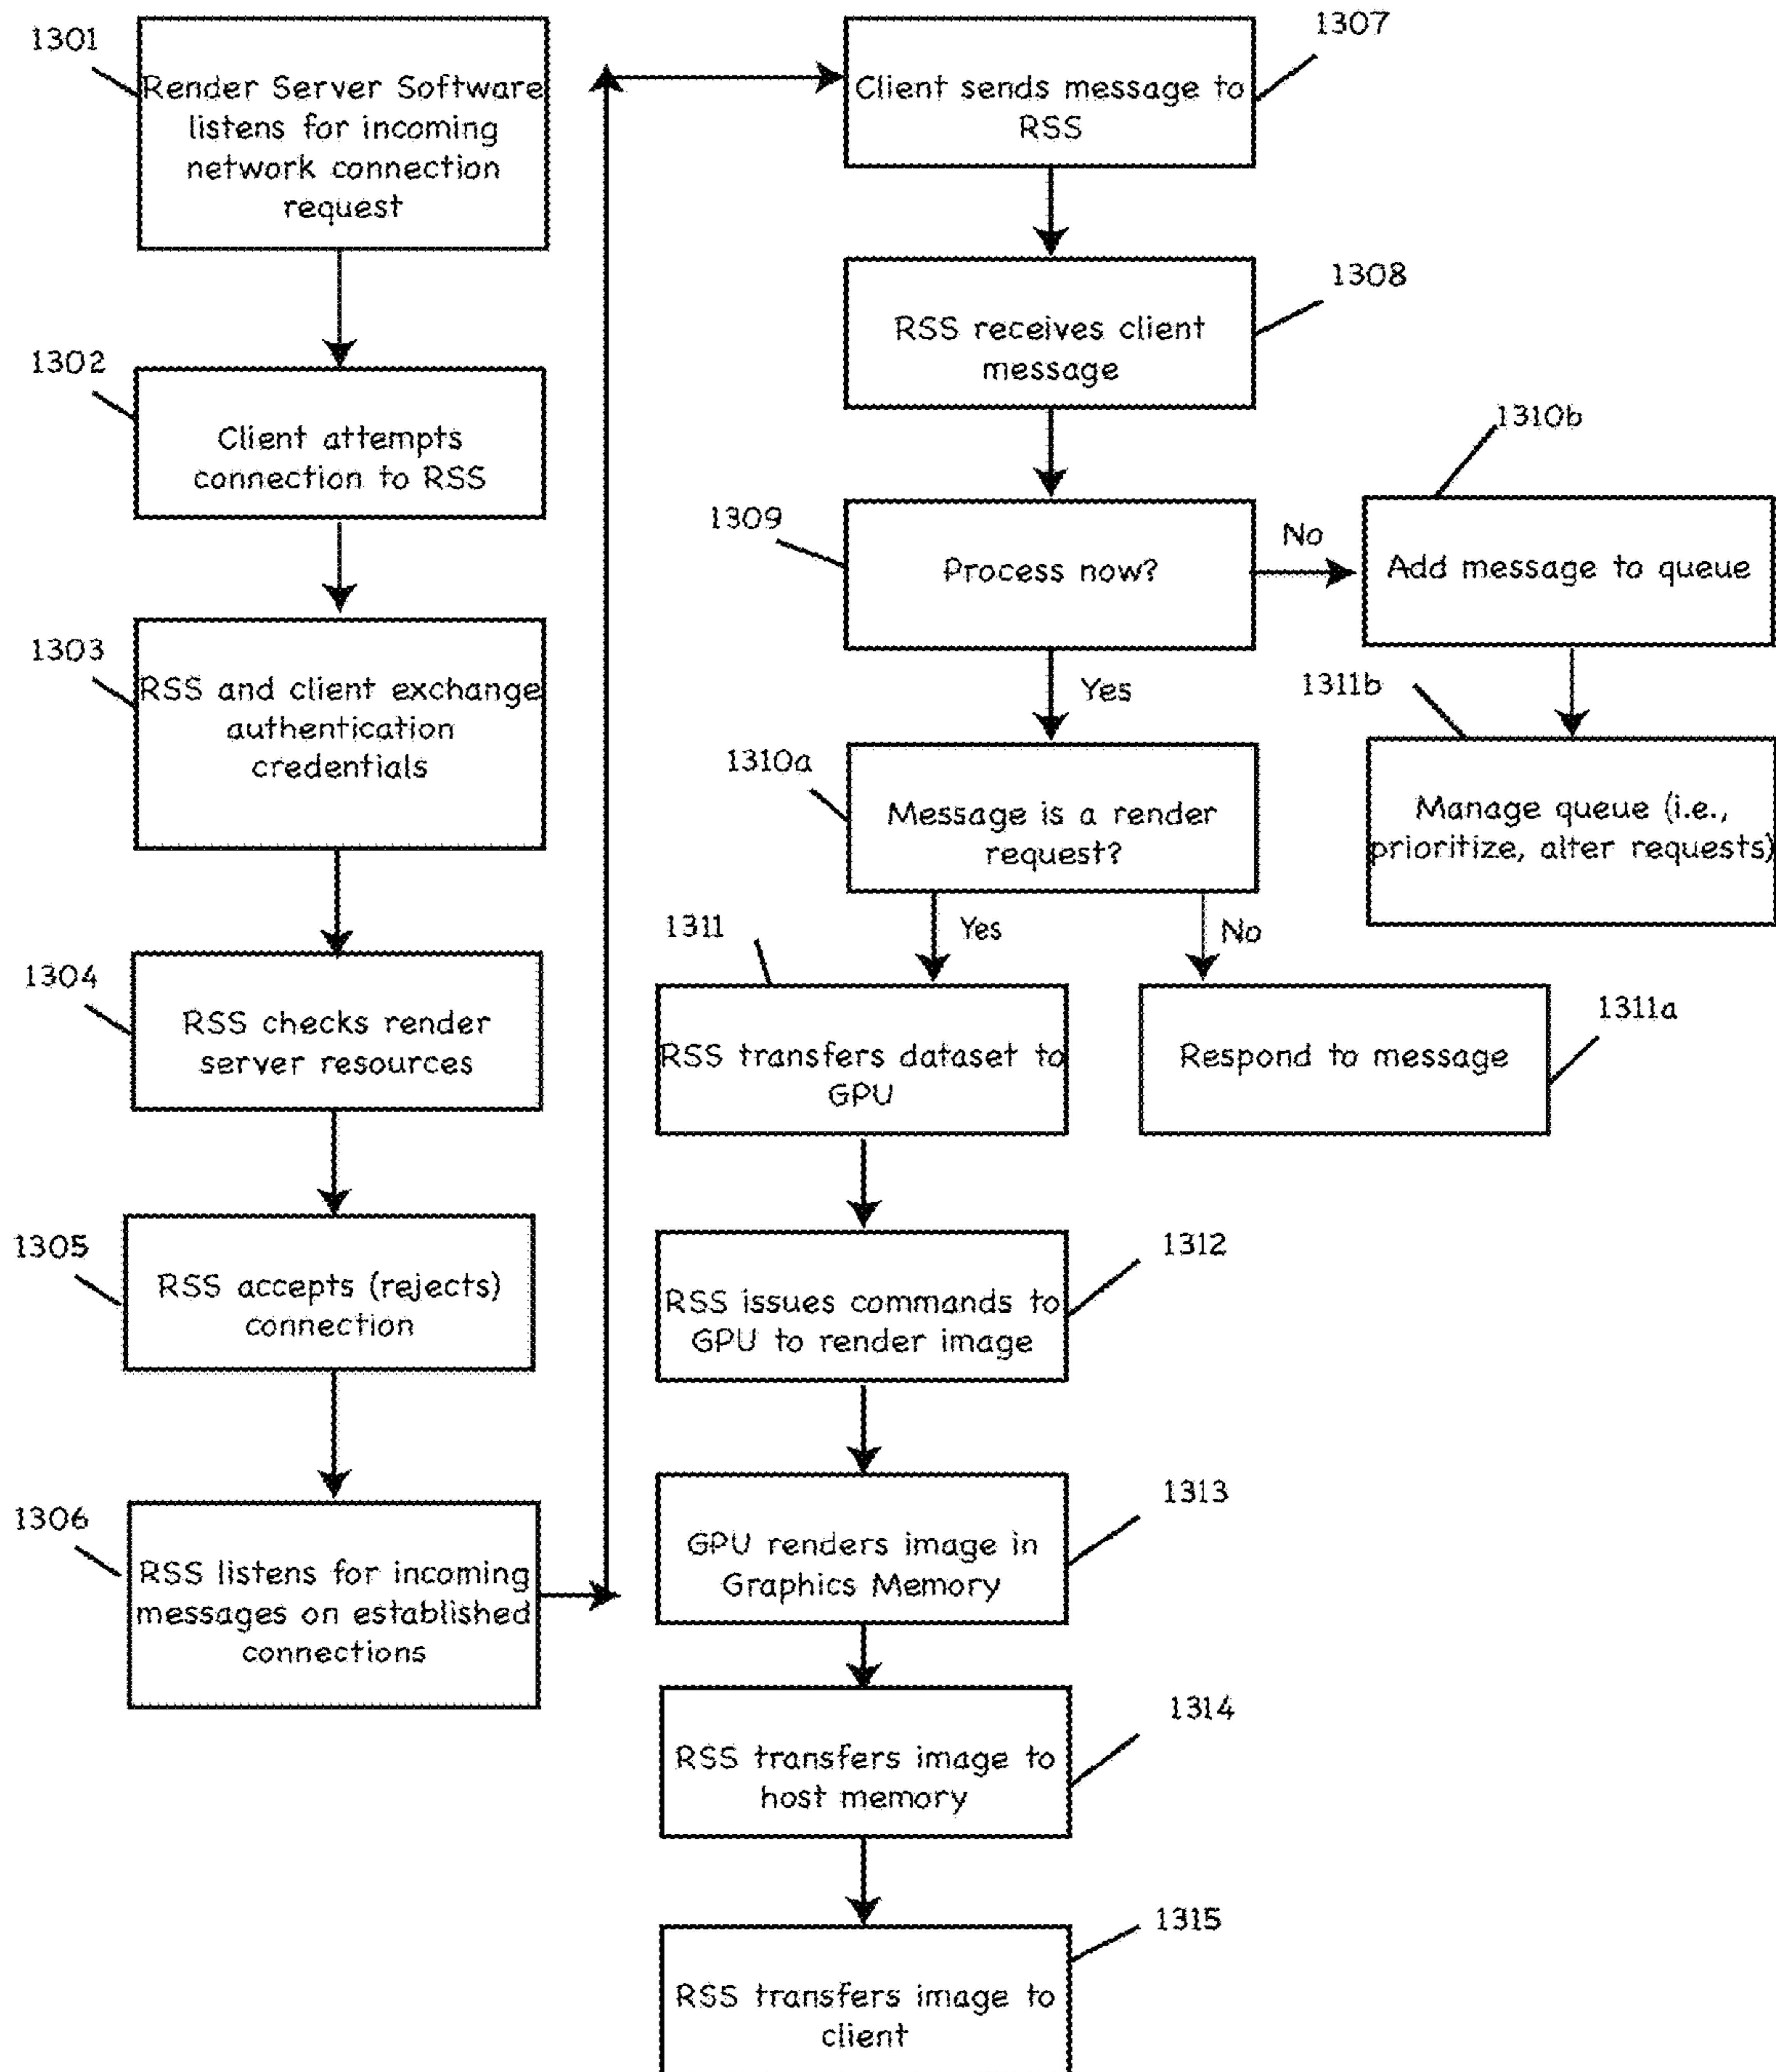 1301
Render Server Software
listens for incoming
network connection
request
1302
Client attempts
connection to RSS
1303
RSS and client exchange
authentication
credentials
1304
RSS checks render
server resources
1305
RSS accepts (rejects)
connection
1306
RSS listens for incoming
messages on established
connections
1307
Client sends message to
RSS
1308
RSS receives client
message
1309
Process now?
No
1310b
Add message to queue
1311b
Manage queue (i.e.,
prioritize, alter requests)
Yes
1310a
Message is a render
request?
Yes
No
1311
RSS transfers dataset to
GPU
1311a
Respond to message
1312
RSS issues commands to
GPU to render image
1313
GPU renders image in
Graphics Memory
1314
RSS transfers image to
host memory
1315
RSS transfers image to
client